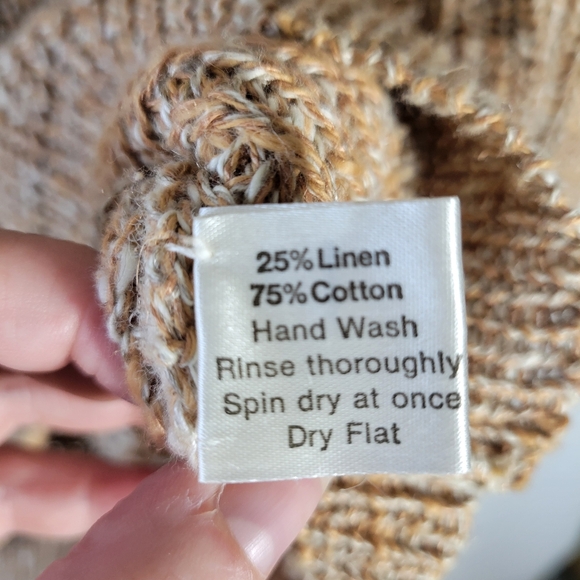 25% Linen
75% Cotton
Hand Wash
Rinse thoroughly
Spin dry at once
Dry Flat